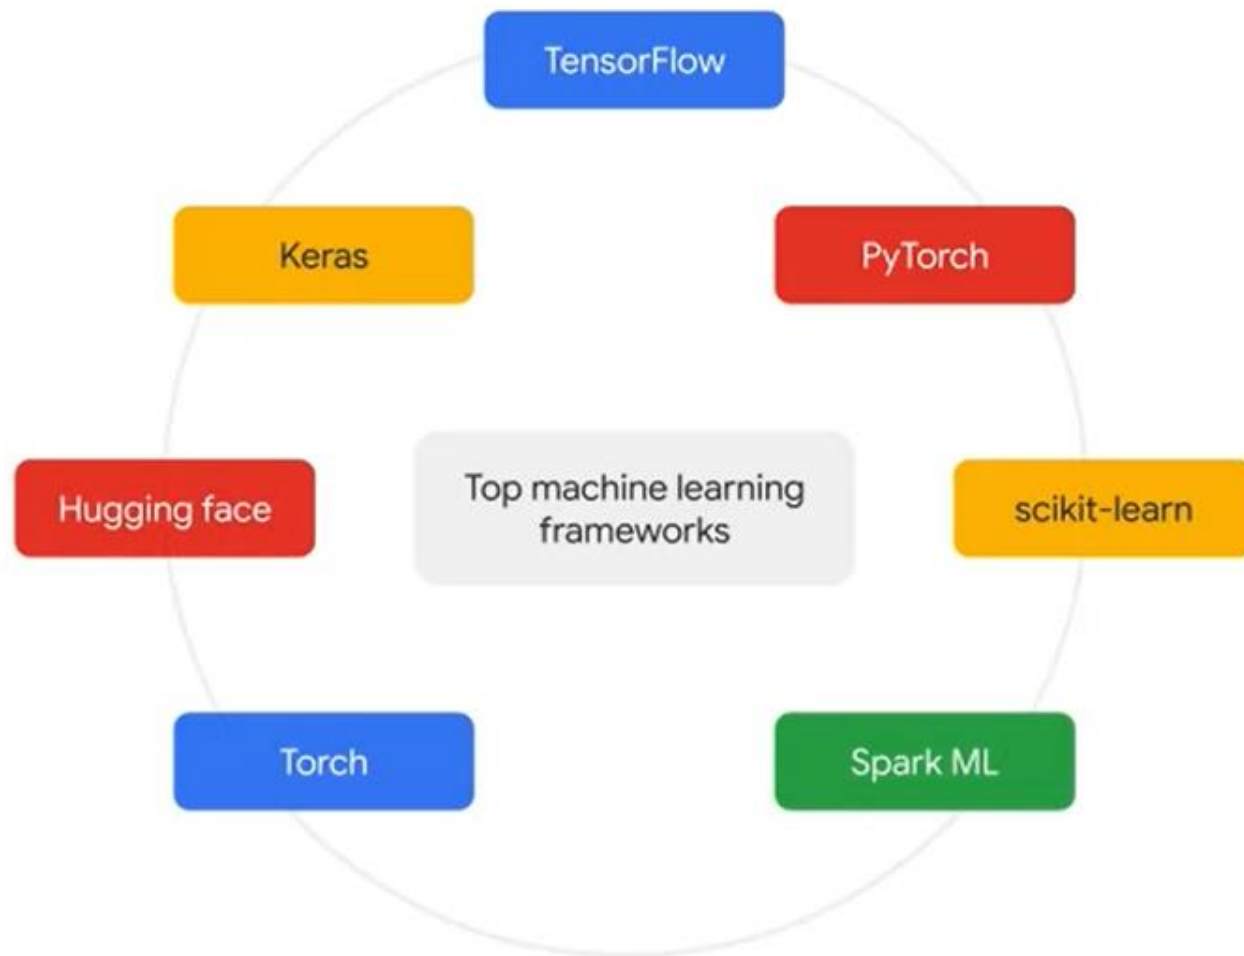 TensorFlow
Keras
PyTorch
Hugging face
Top machine learning
frameworks
scikit-learn
Torch
Spark ML